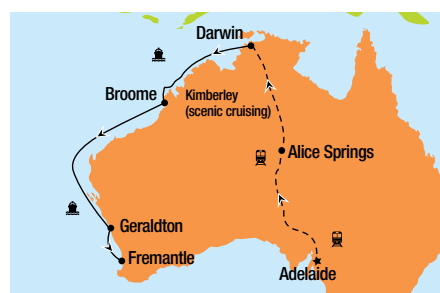 Darwin
Broome
Kimberley
(scenic cruising)
Alice Springs
Geraldton
Fremantle
Adelaide